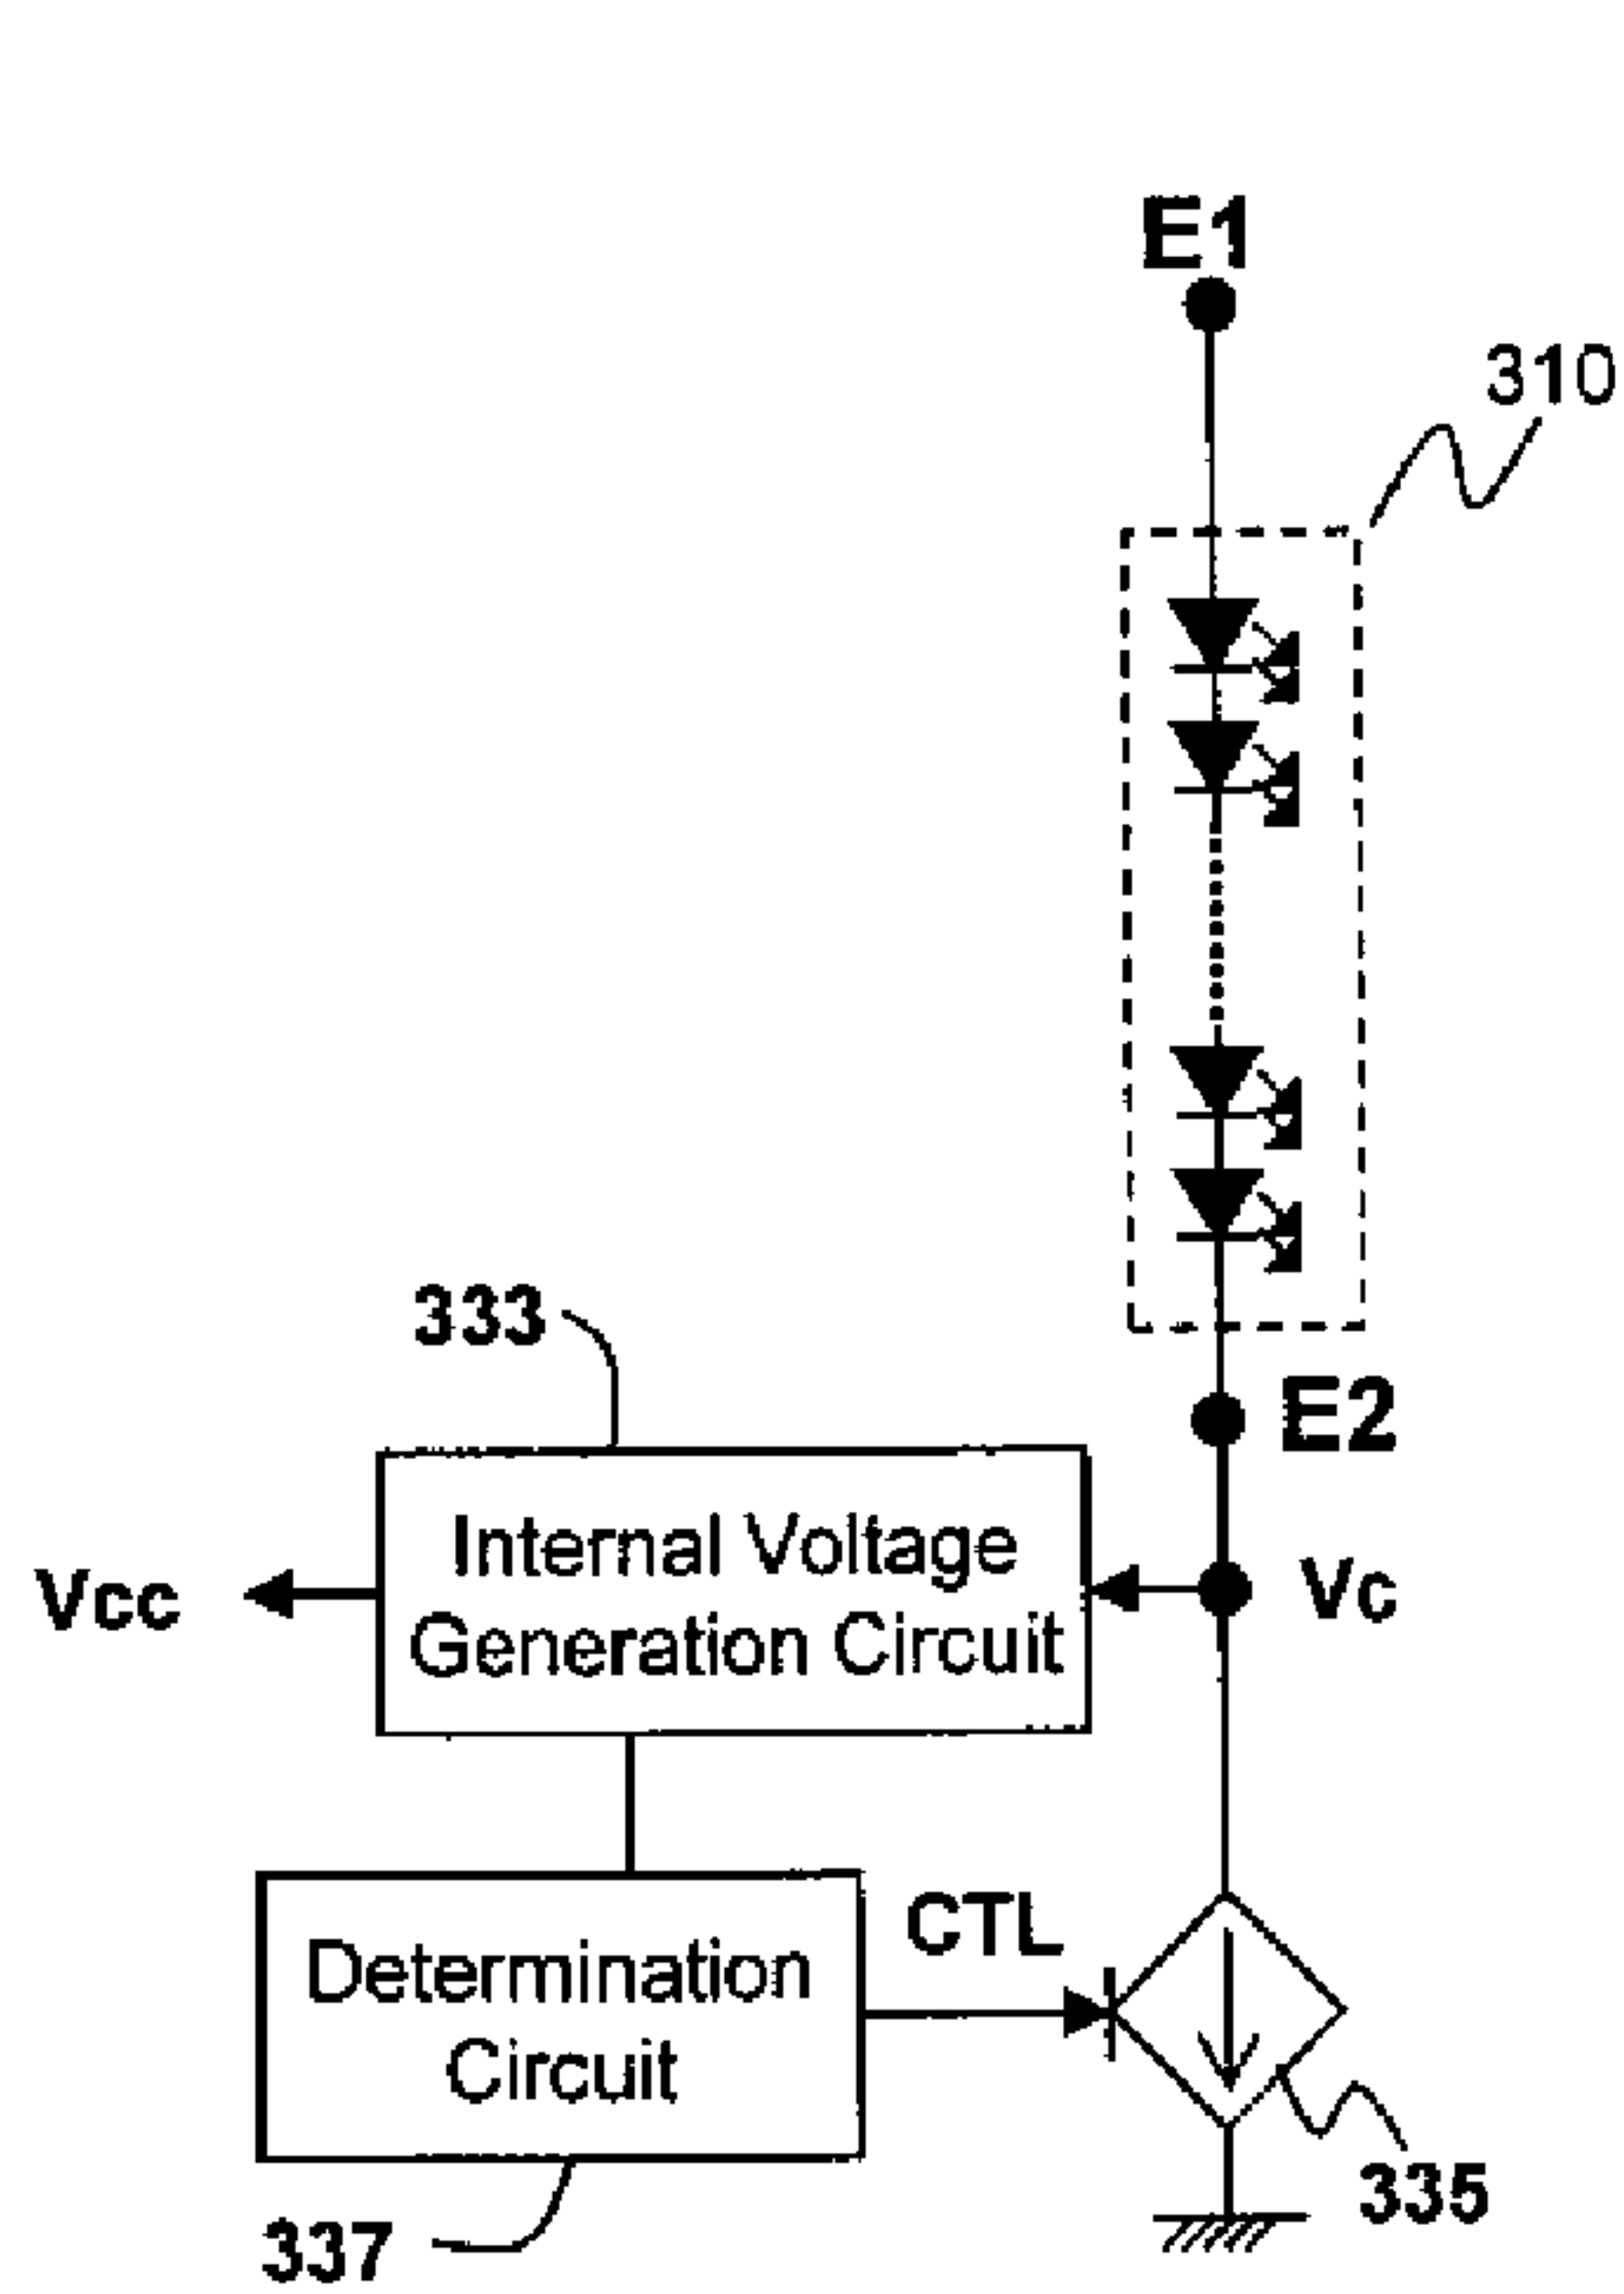 E1
310
333
E2
Internal Voltage
Generation Circuit
Vcc
Vc
CTL
Determination
Circuit
335
337